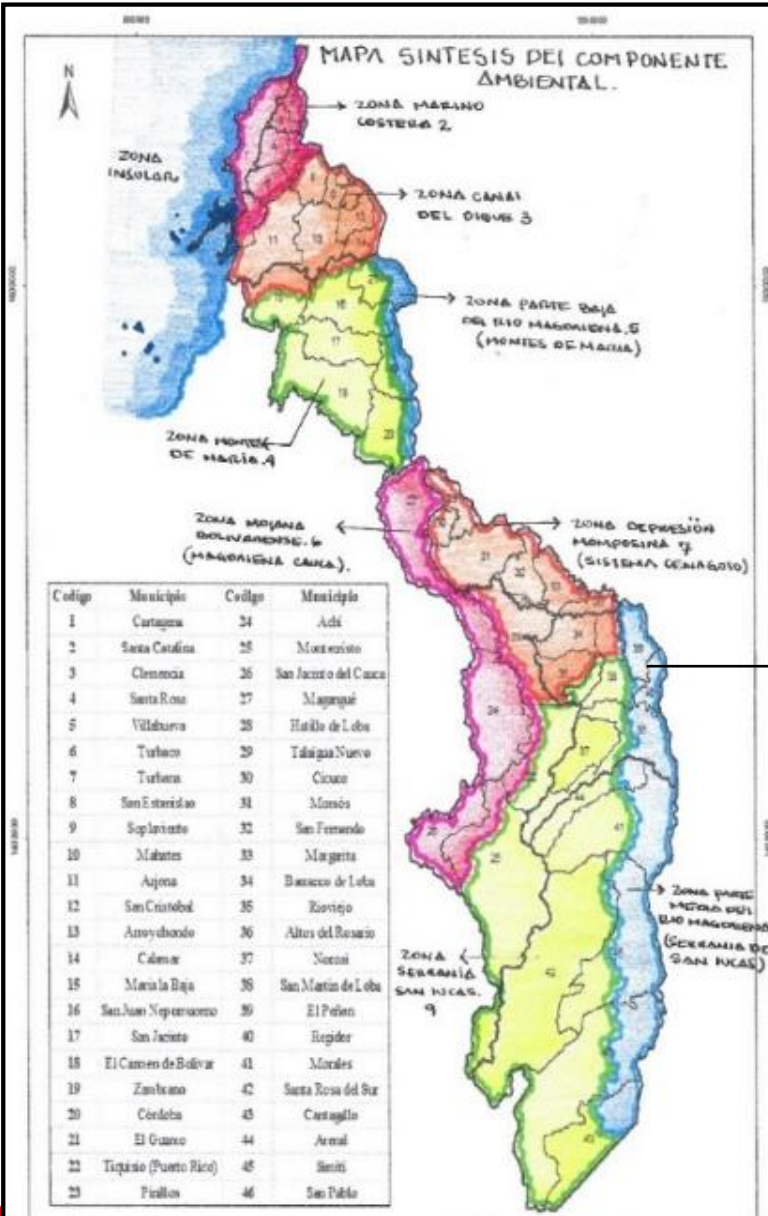 MAPA SINTESIS DEL COMPONENTE
AMBIENTAL.
N
ZONA MARINO
COSTERA 2
ZONA
INSULAR
ZONA CANAL
DEL DIQUE 3
ZONA PARTE BAJA
DEL RIO MAGDALENA.5
(MONTES DE MARIA)
ZONA MONTES
DE MARÍA.4
ZONA MOJANA
BOLIVARENSE.6
(MAGDALENA CAUCA).
ZONA DEPRESIÓN
MOMPOSINA 7
(SISTEMA CENAGOSO)
Codigo Municipio Codigo Municipio
1 Cartagena 24 Achí
2 Santa Catalina 25 Montecristo
3 Clemencia 26 San Jacinto del Cauca
4 Santa Rosa 27 Magangué
5 Villanueva 28 Hatillo de Loba
6 Turbaco 29 Talaigua Nuevo
7 Turbana 30 Cicuco
8 San Estanislao 31 Mompós
9 Soplaviento 32 San Fernando
10 Mahates 33 Margarita
11 Arjona 34 Barranco de Loba
12 San Cristobal 35 Rioviejo
13 Arroyohondo 36 Altos del Rosario
14 Calamar 37 Norosí
15 Maria la Baja 38 San Martin de Loba
16 San Juan Nepomuceno 39 El Peñon
17 San Jacinto 40 Regidor
18 El Carmen de Bolivar 41 Morales
19 Zambrano 42 Santa Rosa del Sur
20 Córdoba 43 Cantagallo
21 El Guamo 44 Arenal
22 Tiquisio (Puerto Rico) 45 Simití
23 Pinillos 46 San Pablo
ZONA PARTE
MEDIA DEL
RIO MAGDALENA
(SERRANIA DE
SAN LUCAS)
ZONA
SERRANÍA
SAN LUCAS.
9